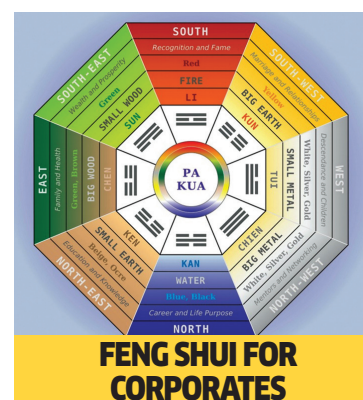 SOUTH
Recognition and Fame
Red
FIRE
LI
SOUTH-WEST
Marriage and Relationships
Yellow
BIG EARTH
KUN
WEST
Descendance and Children
White, Silver, Gold
SMALL METAL
TUI
NORTH-WEST
Mentors and Networking
White, Silver, Gold
BIG METAL
CHIEN
KAN
WATER
Blue, Black
Career and Life Purpose
NORTH
NORTH-EAST
Education and Knowledge
Beige, Ocre
SMALL EARTH
KEN
EAST
Family and Health
Green, Brown
BIG WOOD
CHEN
SOUTH-EAST
Wealth and Prosperity
Green
SMALL WOOD
SUN
PA
KUA
FENG SHUI FOR
CORPORATES